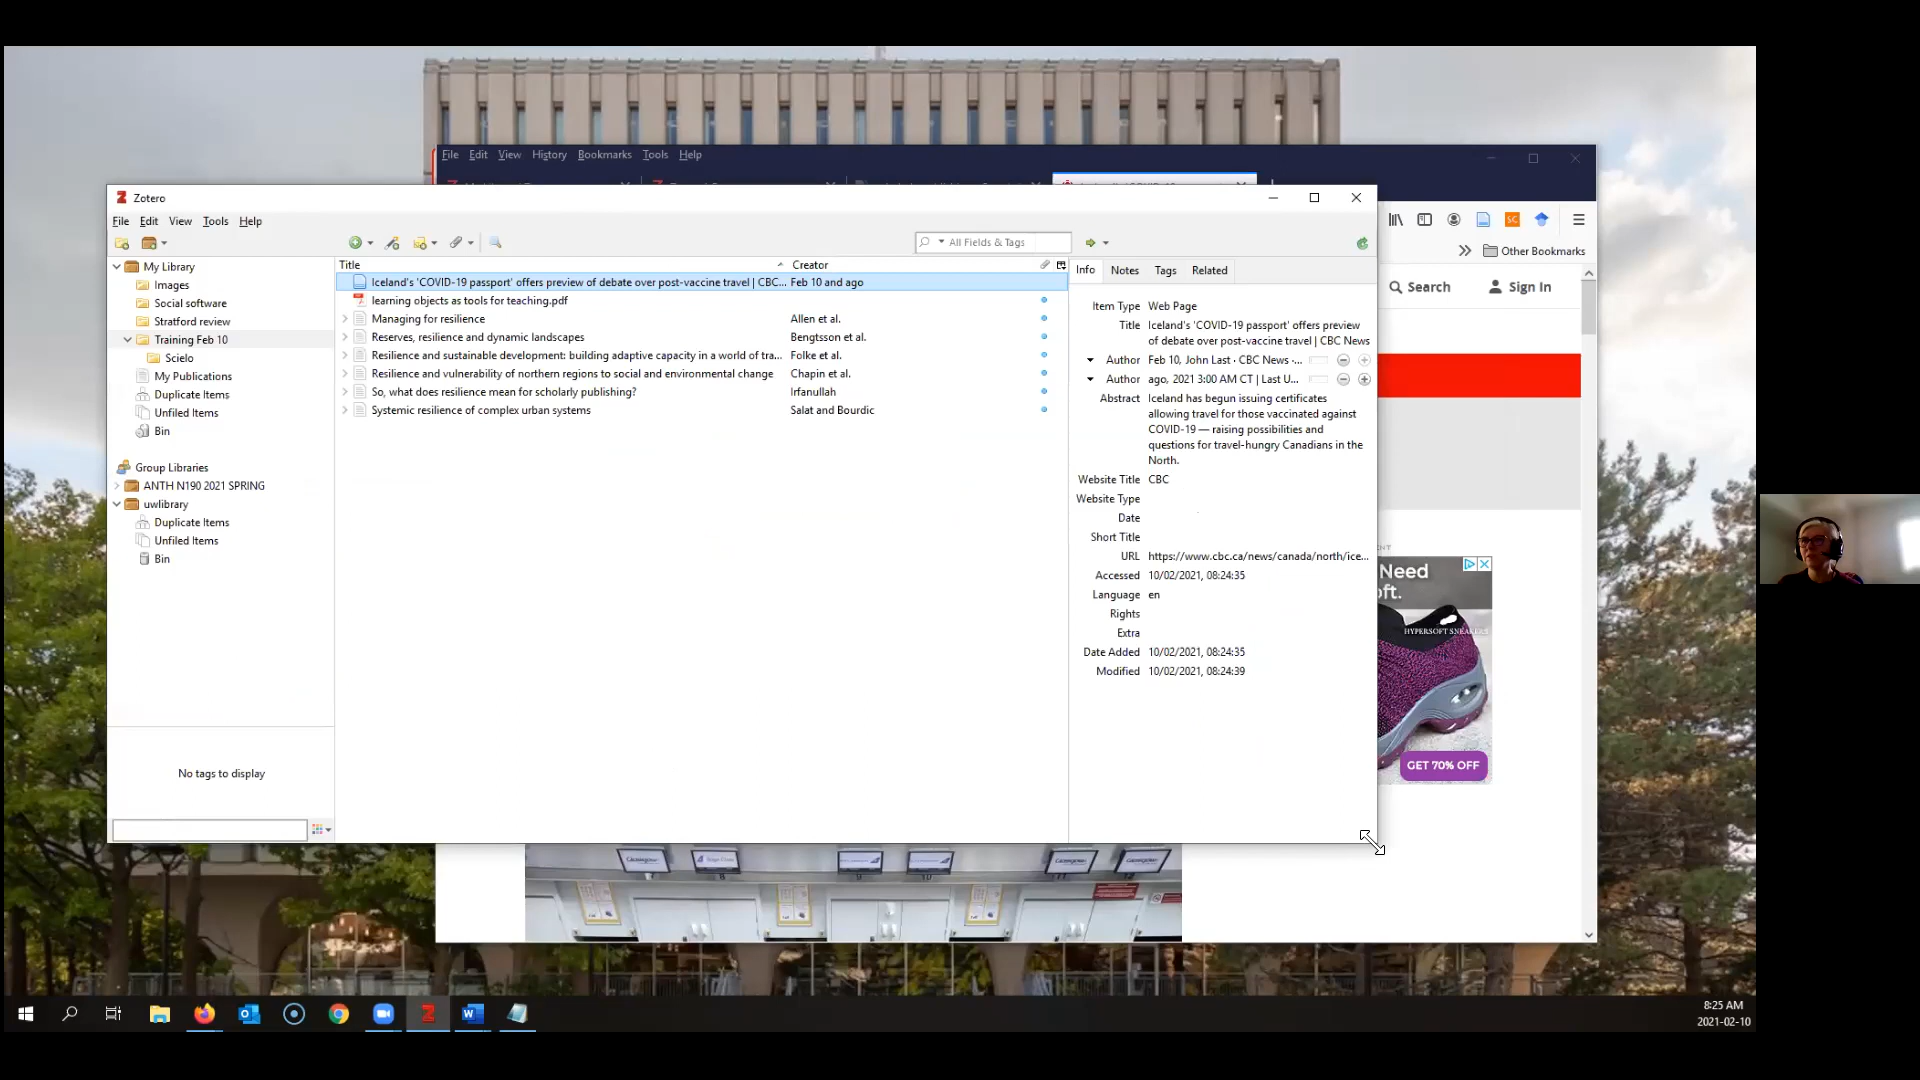 File Edit View History Bookmarks Tools Help
Zotero
File Edit View Tools Help
All Fields & Tags
Other Bookmarks
Search Sign In
My Library
Images
Social software
Stratford review
Training Feb 10
Scielo
My Publications
Duplicate Items
Unfiled Items
Bin
Group Libraries
ANTH N190 2021 SPRING
uwlibrary
Duplicate Items
Unfiled Items
Bin
No tags to display
Title Creator
Iceland's 'COVID-19 passport' offers preview of debate over post-vaccine travel | CBC... Feb 10 and ago
learning objects as tools for teaching.pdf
Managing for resilience Allen et al.
Reserves, resilience and dynamic landscapes Bengtsson et al.
Resilience and sustainable development: building adaptive capacity in a world of tra... Folke et al.
Resilience and vulnerability of northern regions to social and environmental change Chapin et al.
So, what does resilience mean for scholarly publishing? Irfanullah
Systemic resilience of complex urban systems Salat and Bourdic
Info Notes Tags Related
Item Type Web Page
Title Iceland's 'COVID-19 passport' offers preview
of debate over post-vaccine travel | CBC News
Author Feb 10, John Last · CBC News ·...
Author ago, 2021 3:00 AM CT | Last U...
Abstract Iceland has begun issuing certificates
allowing travel for those vaccinated against
COVID-19 — raising possibilities and
questions for travel-hungry Canadians in the
North.
Website Title CBC
Website Type
Date
Short Title
URL https://www.cbc.ca/news/canada/north/ice...
Accessed 10/02/2021, 08:24:35
Language en
Rights
Extra
Date Added 10/02/2021, 08:24:35
Modified 10/02/2021, 08:24:39
Need
oft.
HYPERSOFT SNEAKERS
GET 70% OFF
8:25 AM
2021-02-10